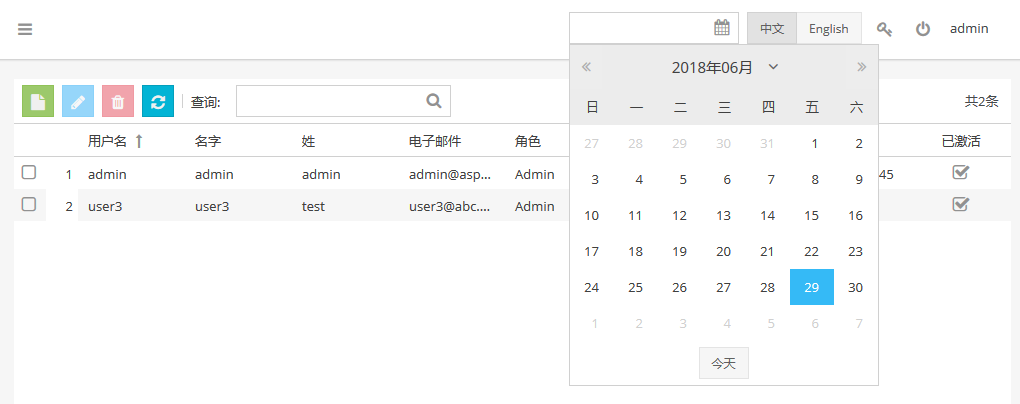 中文 English admin
2018年06月
查询: 共2条
日 一 二 三 四 五 六
用户名 名字 姓 电子邮件 角色 已激活
27 28 29 30 31 1 2
1 admin admin admin admin@asp... Admin 45
3 4 5 6 7 8 9
2 user3 user3 test user3@abc.... Admin
10 11 12 13 14 15 16
17 18 19 20 21 22 23
24 25 26 27 28 29 30
1 2 3 4 5 6 7
今天